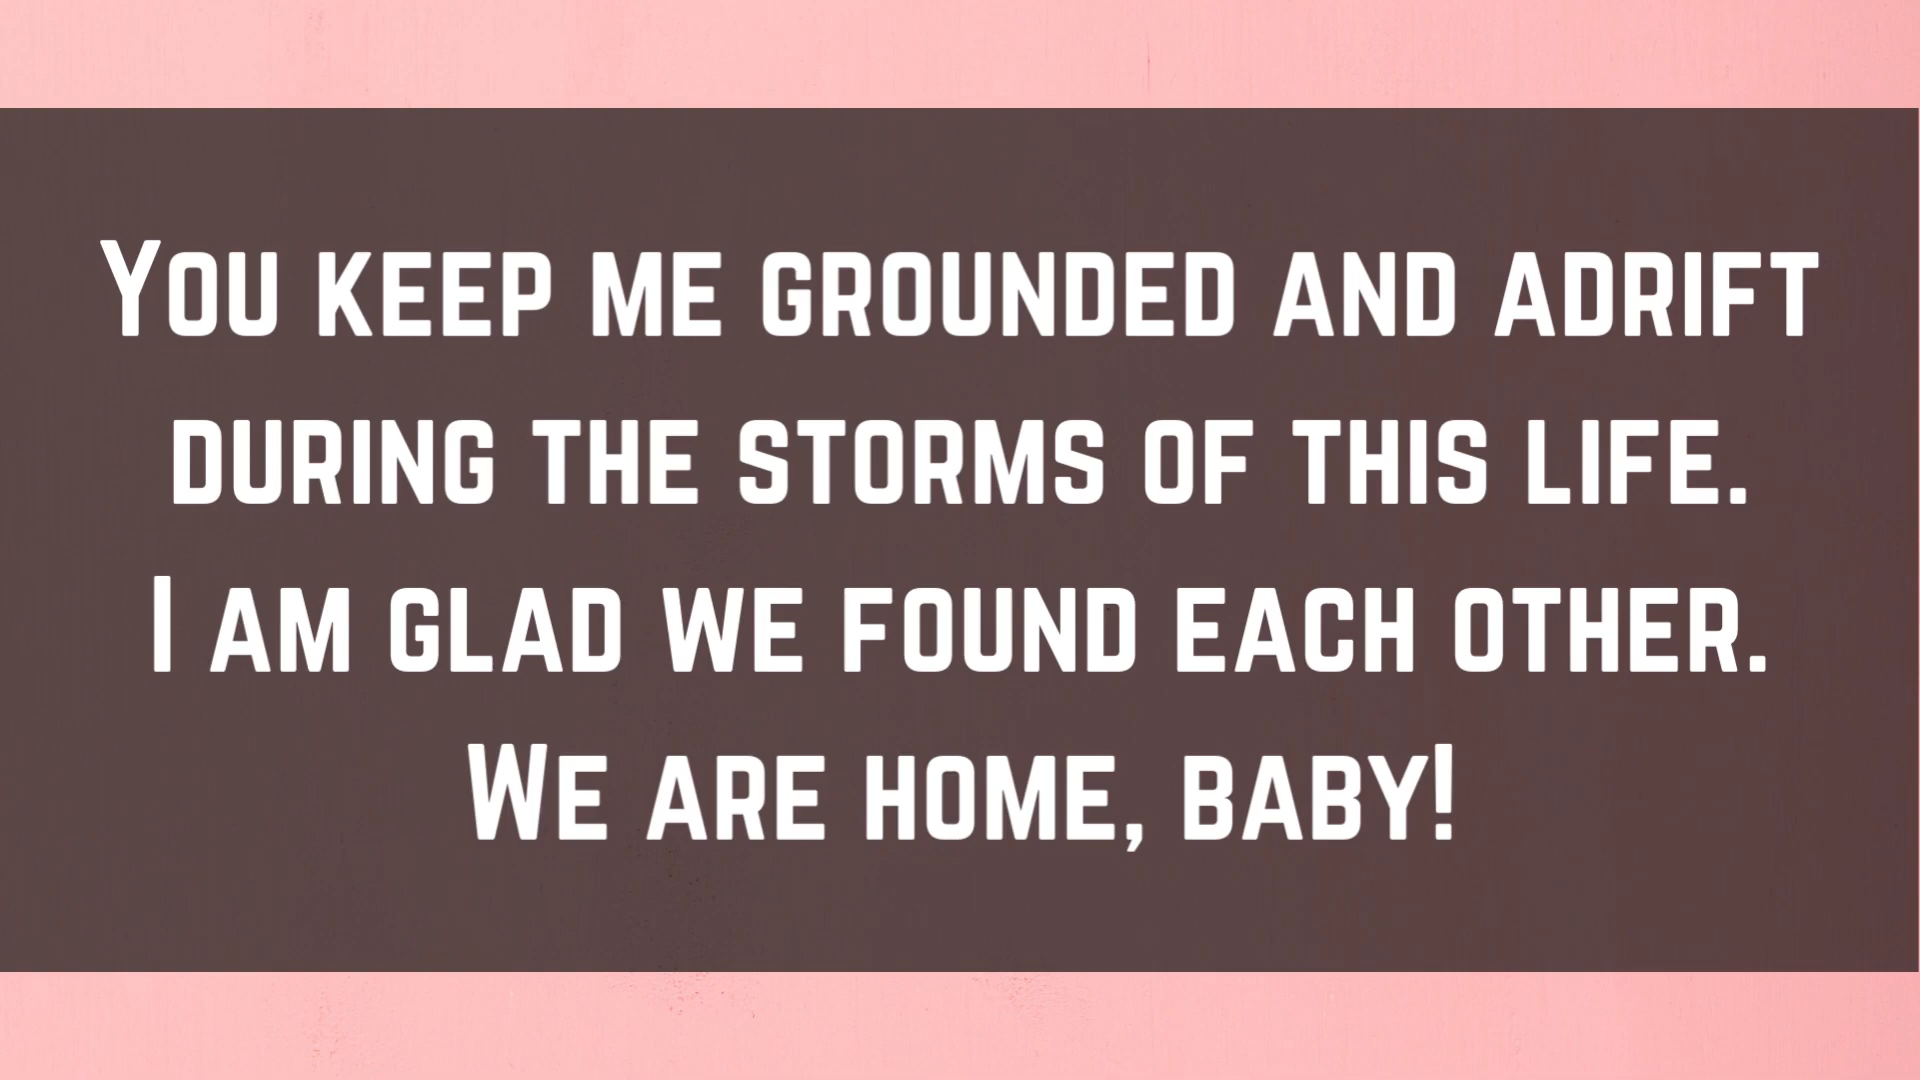 You keep me grounded and adrift
during the storms of this life.
I am glad we found each other.
We are home, baby!